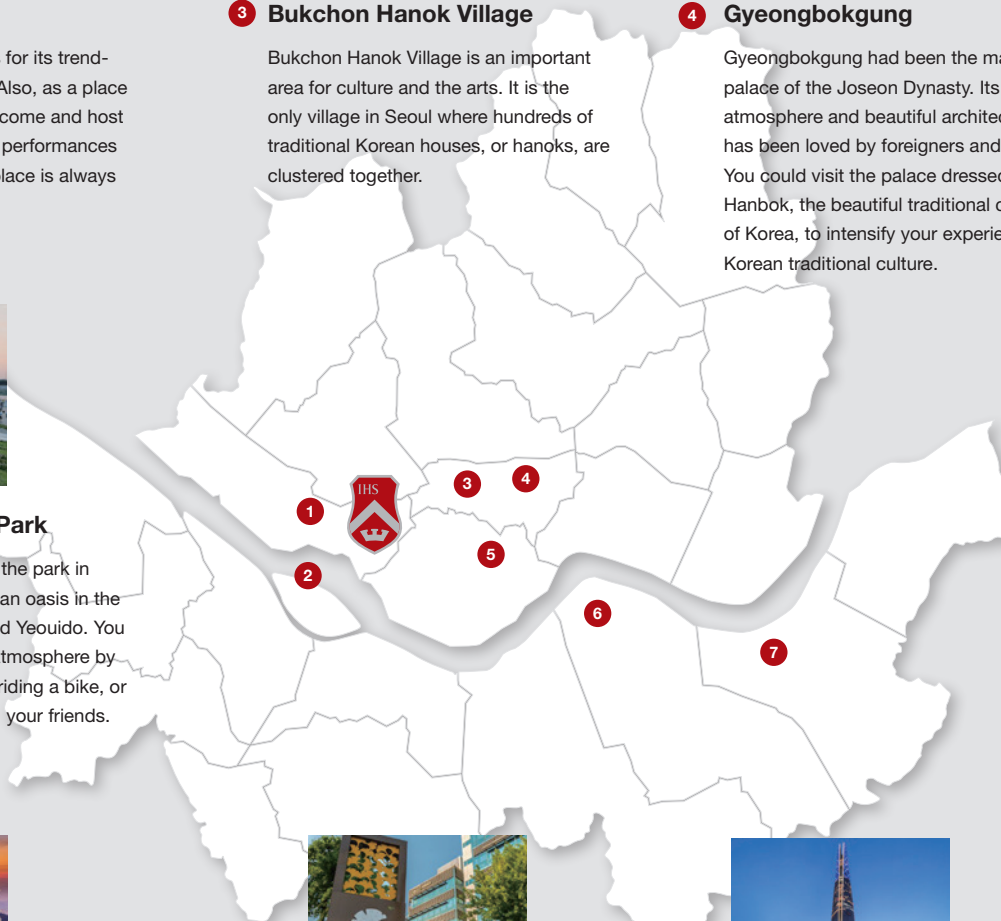 for its trend-
Also, as a place
come and host
performances
lace is always
3 Bukchon Hanok Village
Bukchon Hanok Village is an important
area for culture and the arts. It is the
only village in Seoul where hundreds of
traditional Korean houses, or hanoks, are
clustered together.
4 Gyeongbokgung
Gyeongbokgung had been the ma
palace of the Joseon Dynasty. Its
atmosphere and beautiful architec
has been loved by foreigners and
You could visit the palace dressed
Hanbok, the beautiful traditional c
of Korea, to intensify your experie
Korean traditional culture.
Park
the park in
an oasis in the
d Yeouido. You
tmosphere by
riding a bike, or
your friends.
IHS
1
2
3
4
5
6
7